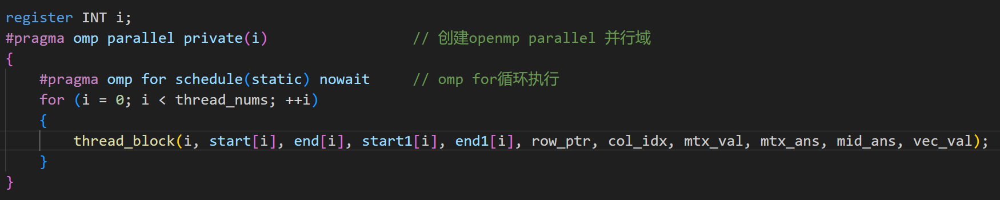 register INT i;
#pragma omp parallel private(i)                 // 创建openmp parallel 并行域
{
    #pragma omp for schedule(static) nowait     // omp for循环执行
    for (i = 0; i < thread_nums; ++i)
    {
        thread_block(i, start[i], end[i], start1[i], end1[i], row_ptr, col_idx, mtx_val, mtx_ans, mid_ans, vec_val);
    }
}